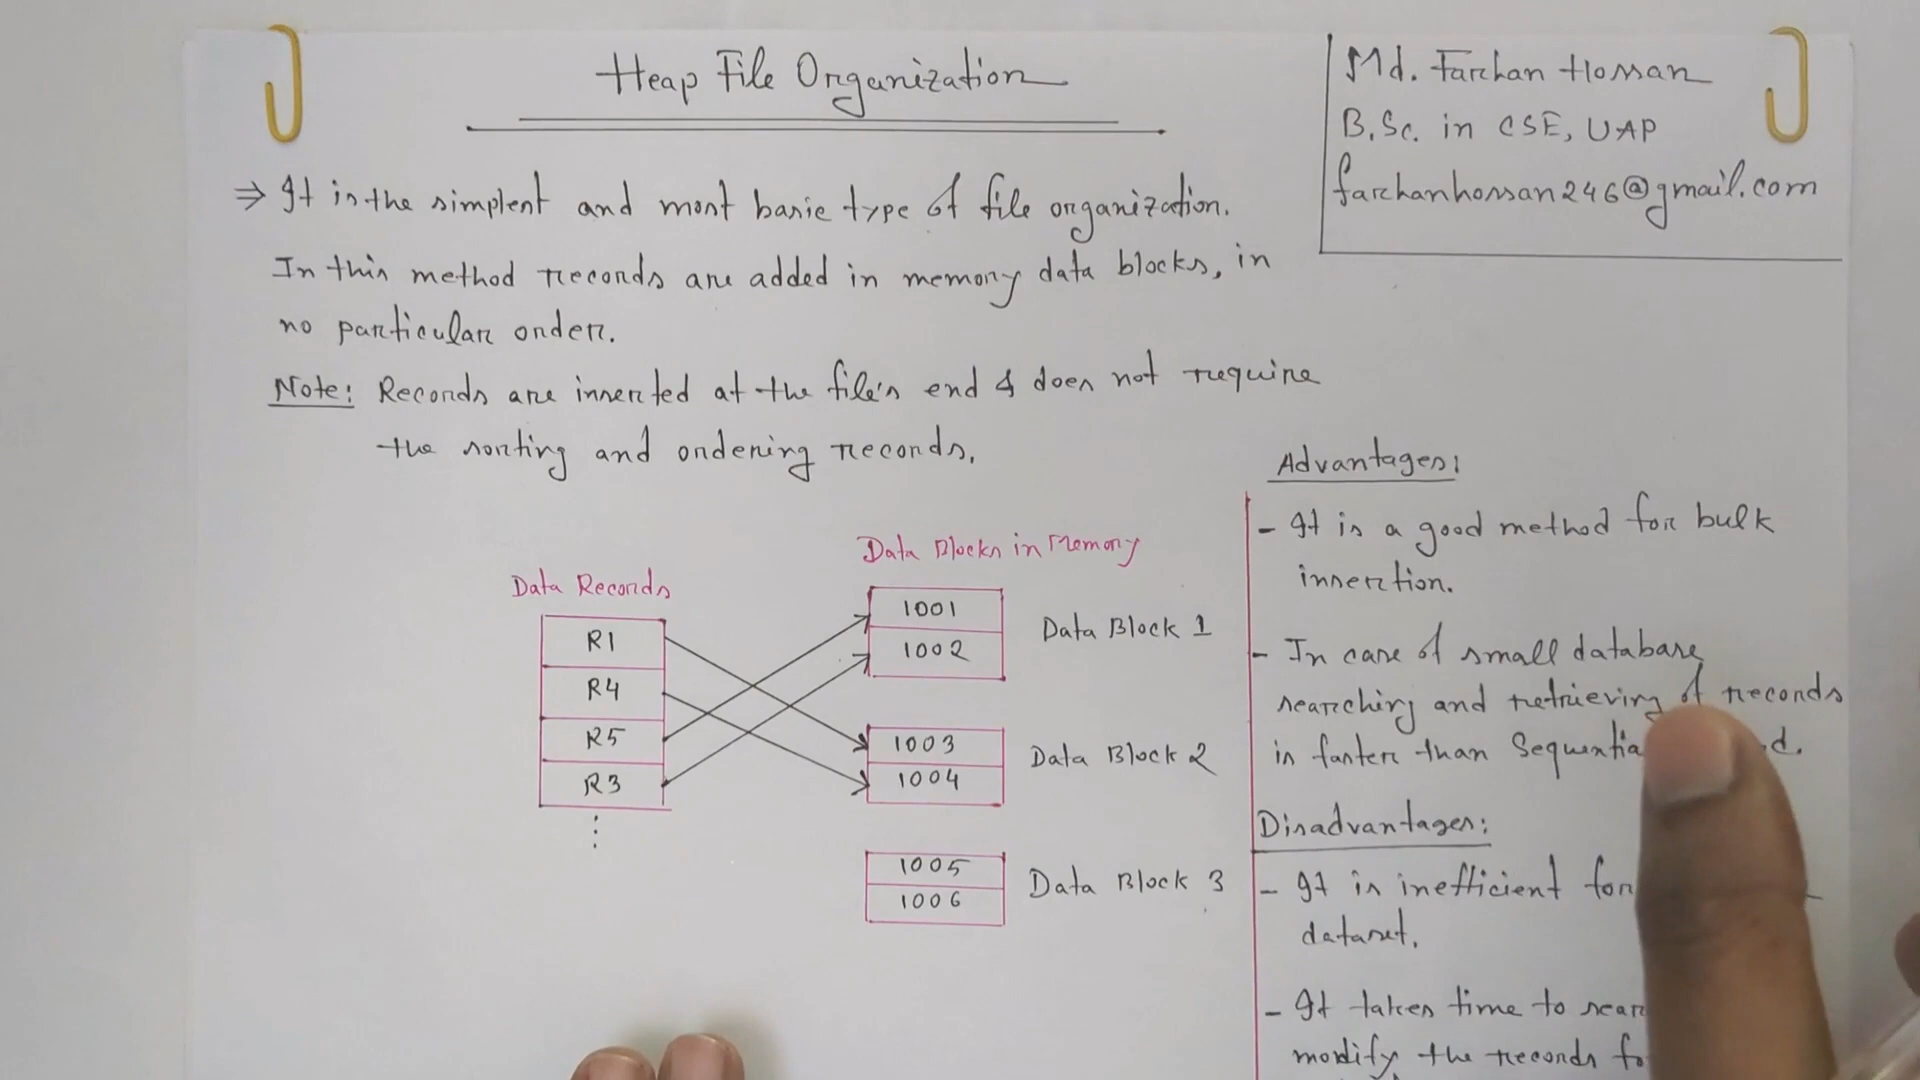 Heap File Organization
Md. Farhan Hossan
B.Sc. in CSE, UAP
farhanhossan246@gmail.com
⇒ It is the simplest and most basic type of file organization.
In this method records are added in memory data blocks, in
no particular order.
Note: Records are inserted at the file's end & does not require
the sorting and ordering records.
Data Records
R1
R4
R5
R3
Data Blocks in Memory
1001
1002
Data Block 1
1003
1004
Data Block 2
1005
1006
Data Block 3
Advantages:
- It is a good method for bulk
insertion.
- In case of small database
searching and retrieving of records
is faster than
Disadvantages:
- It is inefficient for
dataset.
- It takes time to
modify the records